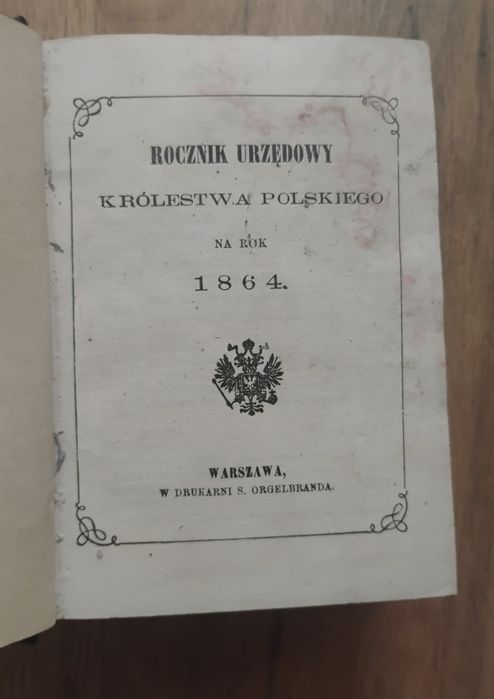 ROCZNIK URZĘDOWY
KRÓLESTWA POLSKIEGO
NA ROK
1864.
WARSZAWA,
W DRUKARNI S. ORGELBRANDA.